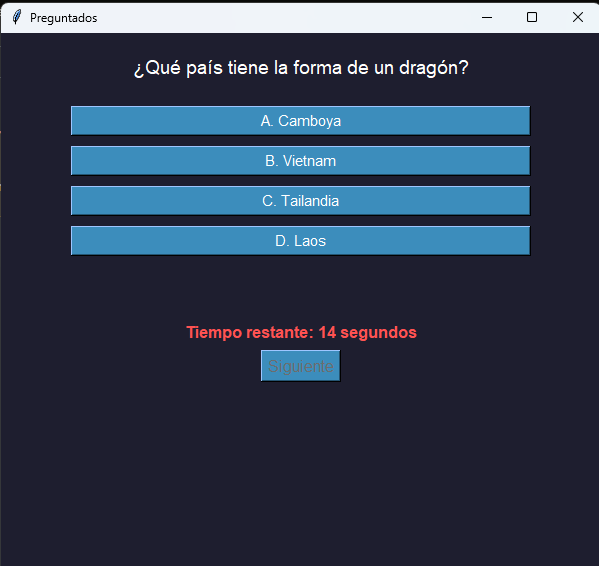 Preguntados
¿Qué país tiene la forma de un dragón?
A. Camboya
B. Vietnam
C. Tailandia
D. Laos
Tiempo restante: 14 segundos
Siguiente